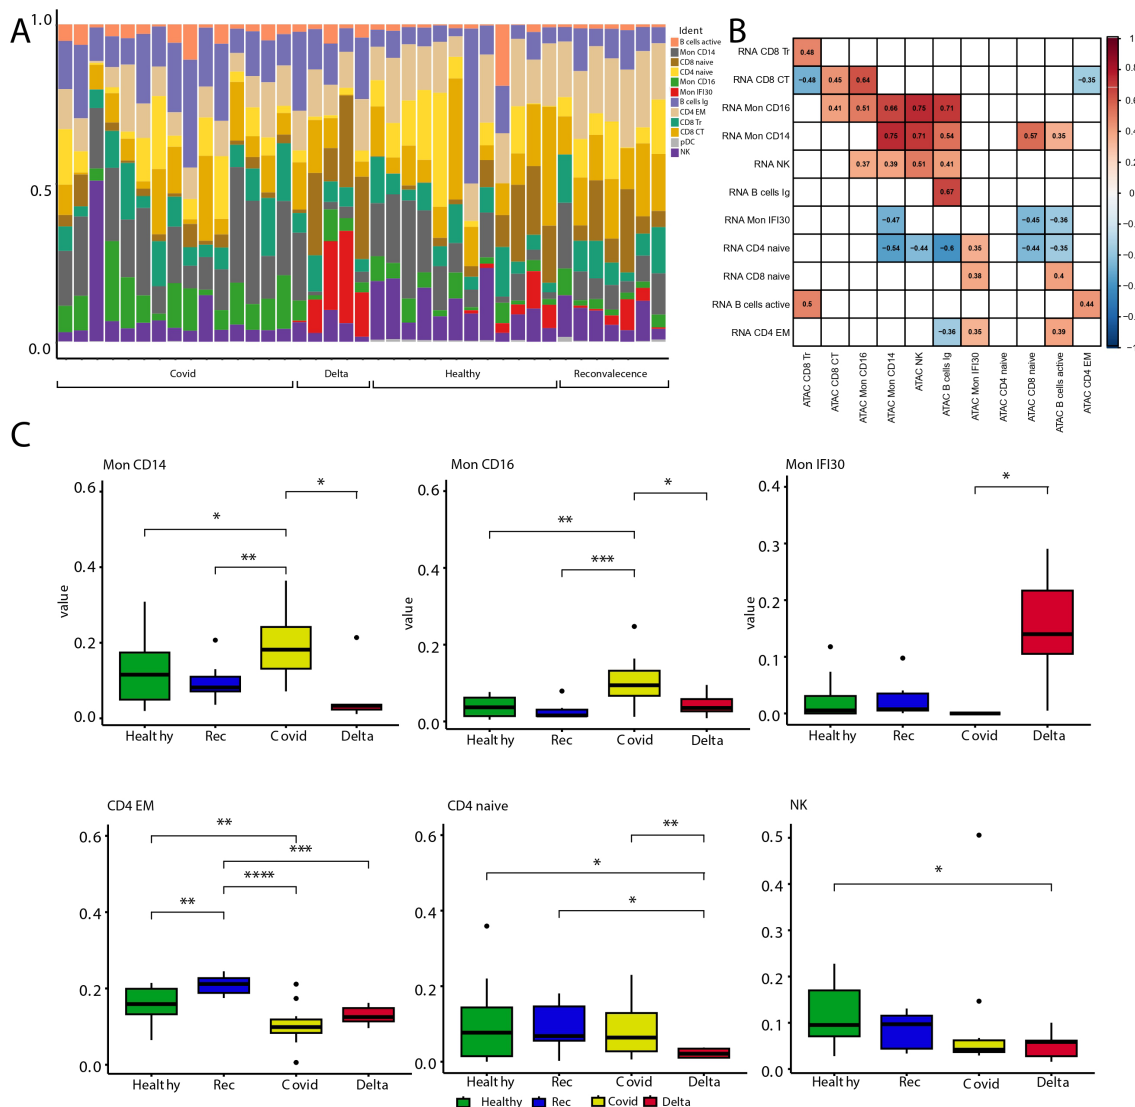 A
1.0
0.5
0.0
Covid
Delta
Healthy
Reconvalecence
Ident
B cells active
Mon CD14
CD8 naive
CD4 naive
Mon CD16
Mon IFI30
B cells Ig
CD4 EM
CD8 Tr
CD8 CT
pDC
NK
B
RNA CD8 Tr
0.48
RNA CD8 CT
−0.48 0.45 0.64 −0.35
RNA Mon CD16
0.41 0.51 0.66 0.75 0.71
RNA Mon CD14
0.75 0.71 0.54 0.57 0.35
RNA NK
0.37 0.39 0.51 0.41
RNA B cells Ig
0.67
RNA Mon IFI30
−0.47 −0.45 −0.36
RNA CD4 naive
−0.54 −0.44 −0.6 0.35 −0.44 −0.35
RNA CD8 naive
0.38 0.4
RNA B cells active
0.5 0.44
RNA CD4 EM
−0.36 0.35 0.39
ATAC CD8 Tr
ATAC CD8 CT
ATAC Mon CD16
ATAC Mon CD14
ATAC NK
ATAC B cells Ig
ATAC Mon IFI30
ATAC CD4 naive
ATAC CD8 naive
ATAC B cells active
ATAC CD4 EM
1
0
C
Mon CD14
value
0.6
0.4
0.2
0.0
*
*
**
Healthy Rec Covid Delta
Mon CD16
value
0.6
0.4
0.2
0.0
*
**
***
Healthy Rec Covid Delta
Mon IFI30
value
0.4
0.3
0.2
0.1
0.0
*
Healthy Rec Covid Delta
CD4 EM
0.6
0.4
0.2
0.0
**
***
****
**
Healthy Rec Covid Delta
CD4 naive
0.6
0.4
0.2
0.0
**
*
*
Healthy Rec Covid Delta
NK
0.5
0.4
0.3
0.2
0.1
0.0
*
Healthy Rec Covid Delta
Healthy Rec Covid Delta